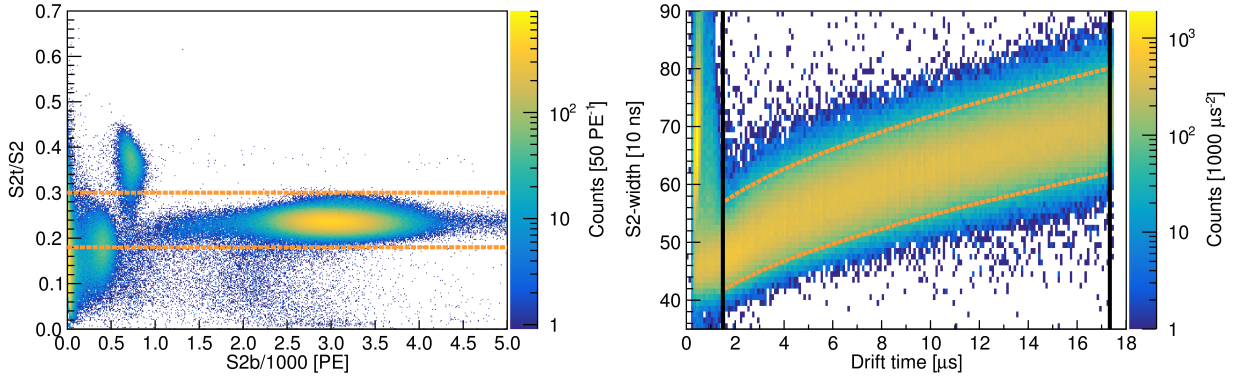 0.7
0.6
0.5
0.4
0.3
0.2
0.1
0.0
S2t/S2
0.0 0.5 1.0 1.5 2.0 2.5 3.0 3.5 4.0 4.5 5.0
S2b/1000 [PE]
10²
10
1
Counts [50 PE⁻¹]
90
80
70
60
50
40
S2-width [10 ns]
0 2 4 6 8 10 12 14 16 18
Drift time [μs]
10³
10²
10
1
Counts [1000 μs⁻²]